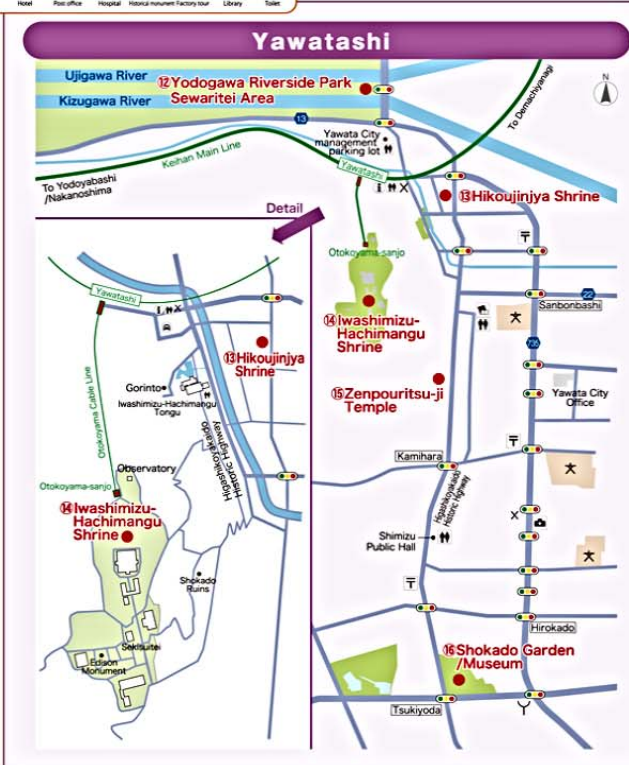 Hotel
Post office
Hospital
Historical monument
Factory tour
Library
Toilet
Yawatashi
Ujigawa River
Kizugawa River
⑫Yodogawa Riverside Park
Sewaritei Area
N
13
To Demachiyanagi
Yawata City
management
parking lot
Keihan Main Line
Yawatashi
To Yodoyabashi
/Nakanoshima
⑬Hikoujinjya Shrine
Detail
Otokoyama-sanjo
22
Sanbonbashi
⑭Iwashimizu-
Hachimangu
Shrine
735
⑮Zenpouritsu-ji
Temple
Yawata City
Office
Kamihara
Higashikoyakaido
Historic Highway
Shimizu
Public Hall
Hirokado
⑯Shokado Garden
/Museum
Tsukiyoda
Yawatashi
⑬Hikoujinjya
Shrine
Gorinto
Iwashimizu-Hachimangu
Tongu
Otokoyama Cable Line
Higashikoyakaido
Historic Highway
Observatory
Otokoyama-sanjo
⑭Iwashimizu-
Hachimangu
Shrine
Shokado
Ruins
Sekisuitei
Edison
Monument